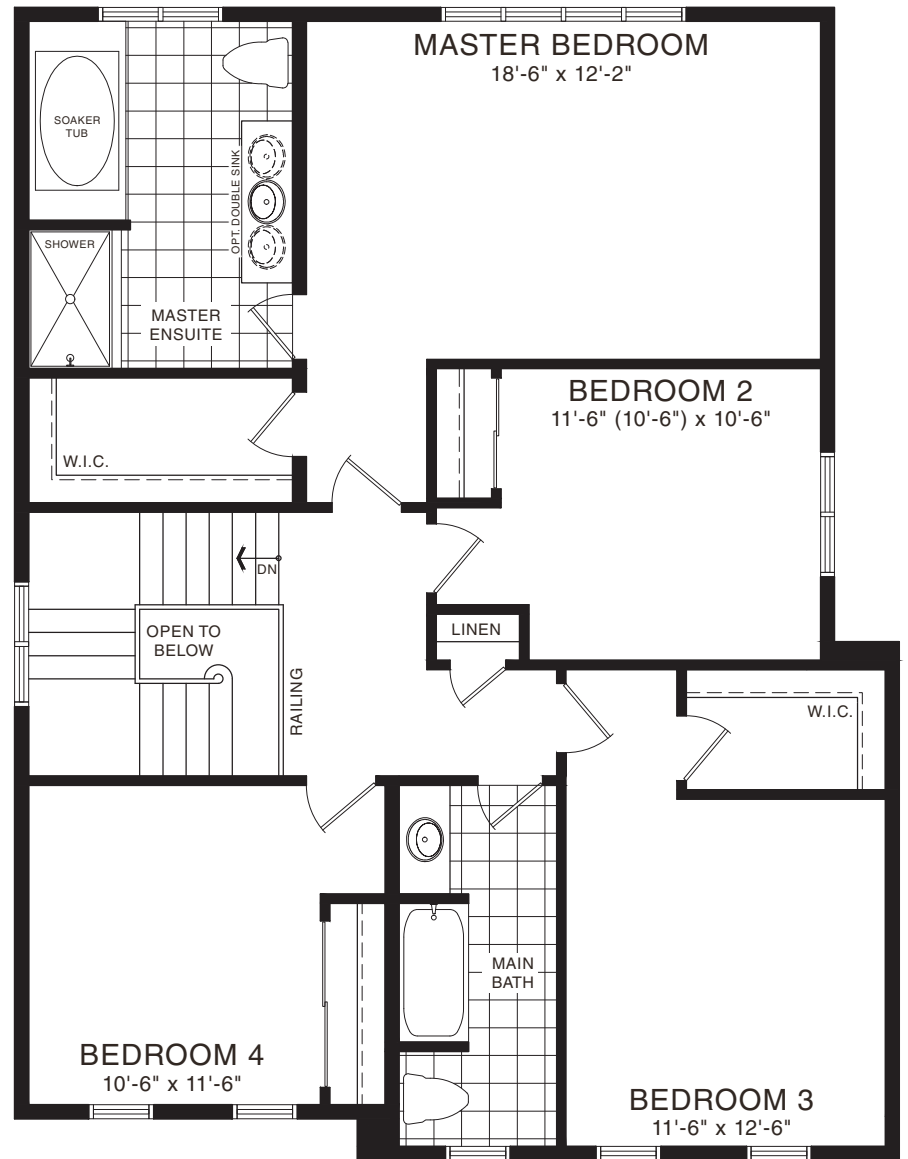 MASTER BEDROOM
18'-6" x 12'-2"
SOAKER
TUB
OPT. DOUBLE SINK
SHOWER
MASTER
ENSUITE
BEDROOM 2
11'-6" (10'-6") x 10'-6"
W.I.C.
DN
OPEN TO
BELOW
LINEN
RAILING
W.I.C.
MAIN
BATH
BEDROOM 4
10'-6" x 11'-6"
BEDROOM 3
11'-6" x 12'-6"